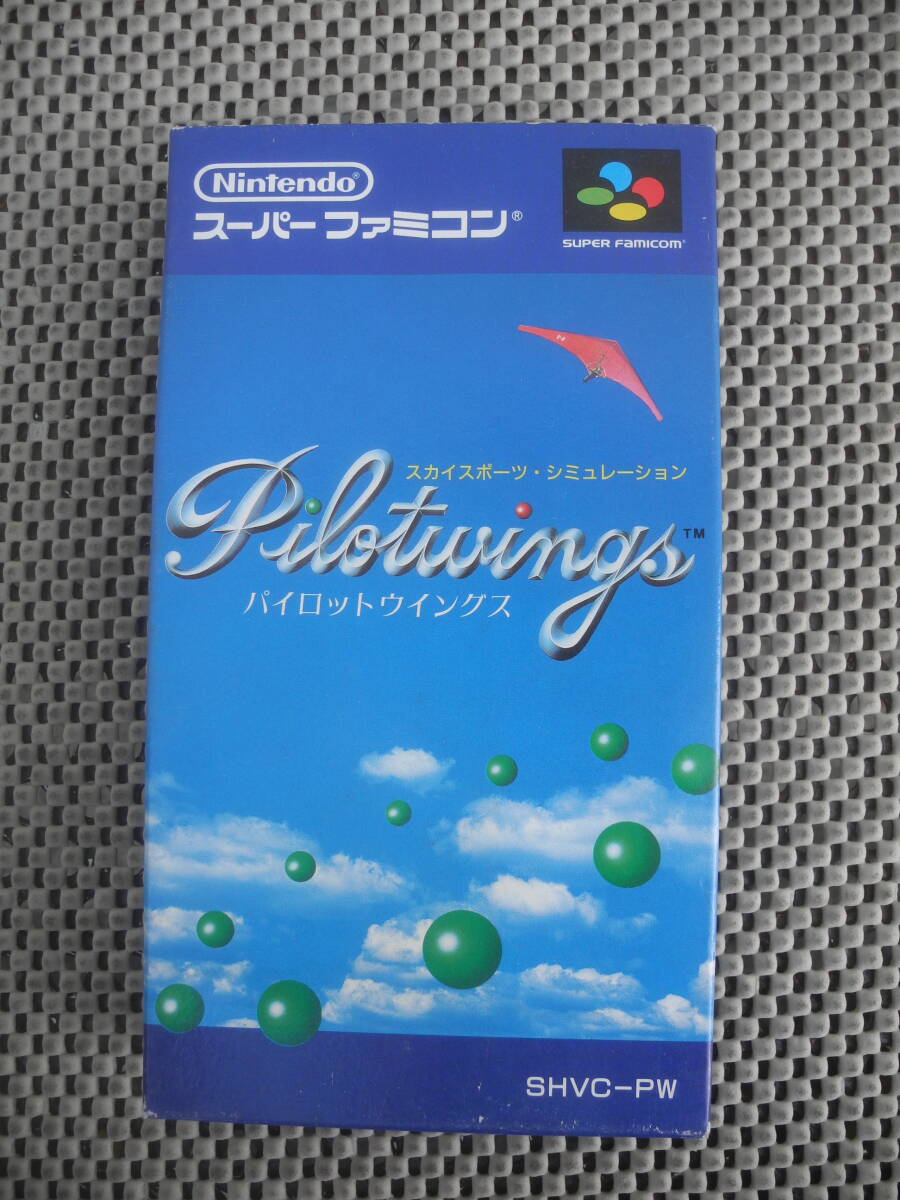 Nintendo®
スーパーファミコン®
SUPER FAMICOM®
スカイスポーツ・シミュレーション
Pilotwings™
パイロットウイングス
SHVC-PW